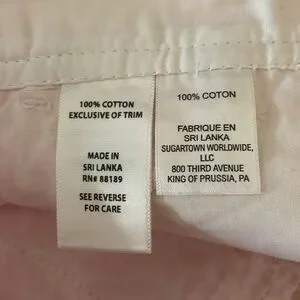 100% COTTON
EXCLUSIVE OF TRIM
MADE IN
SRI LANKA
RN# 88189
SEE REVERSE
FOR CARE
100% COTON
FABRIQUE EN
SRI LANKA
SUGARTOWN WORLDWIDE,
LLC
800 THIRD AVENUE
KING OF PRUSSIA, PA